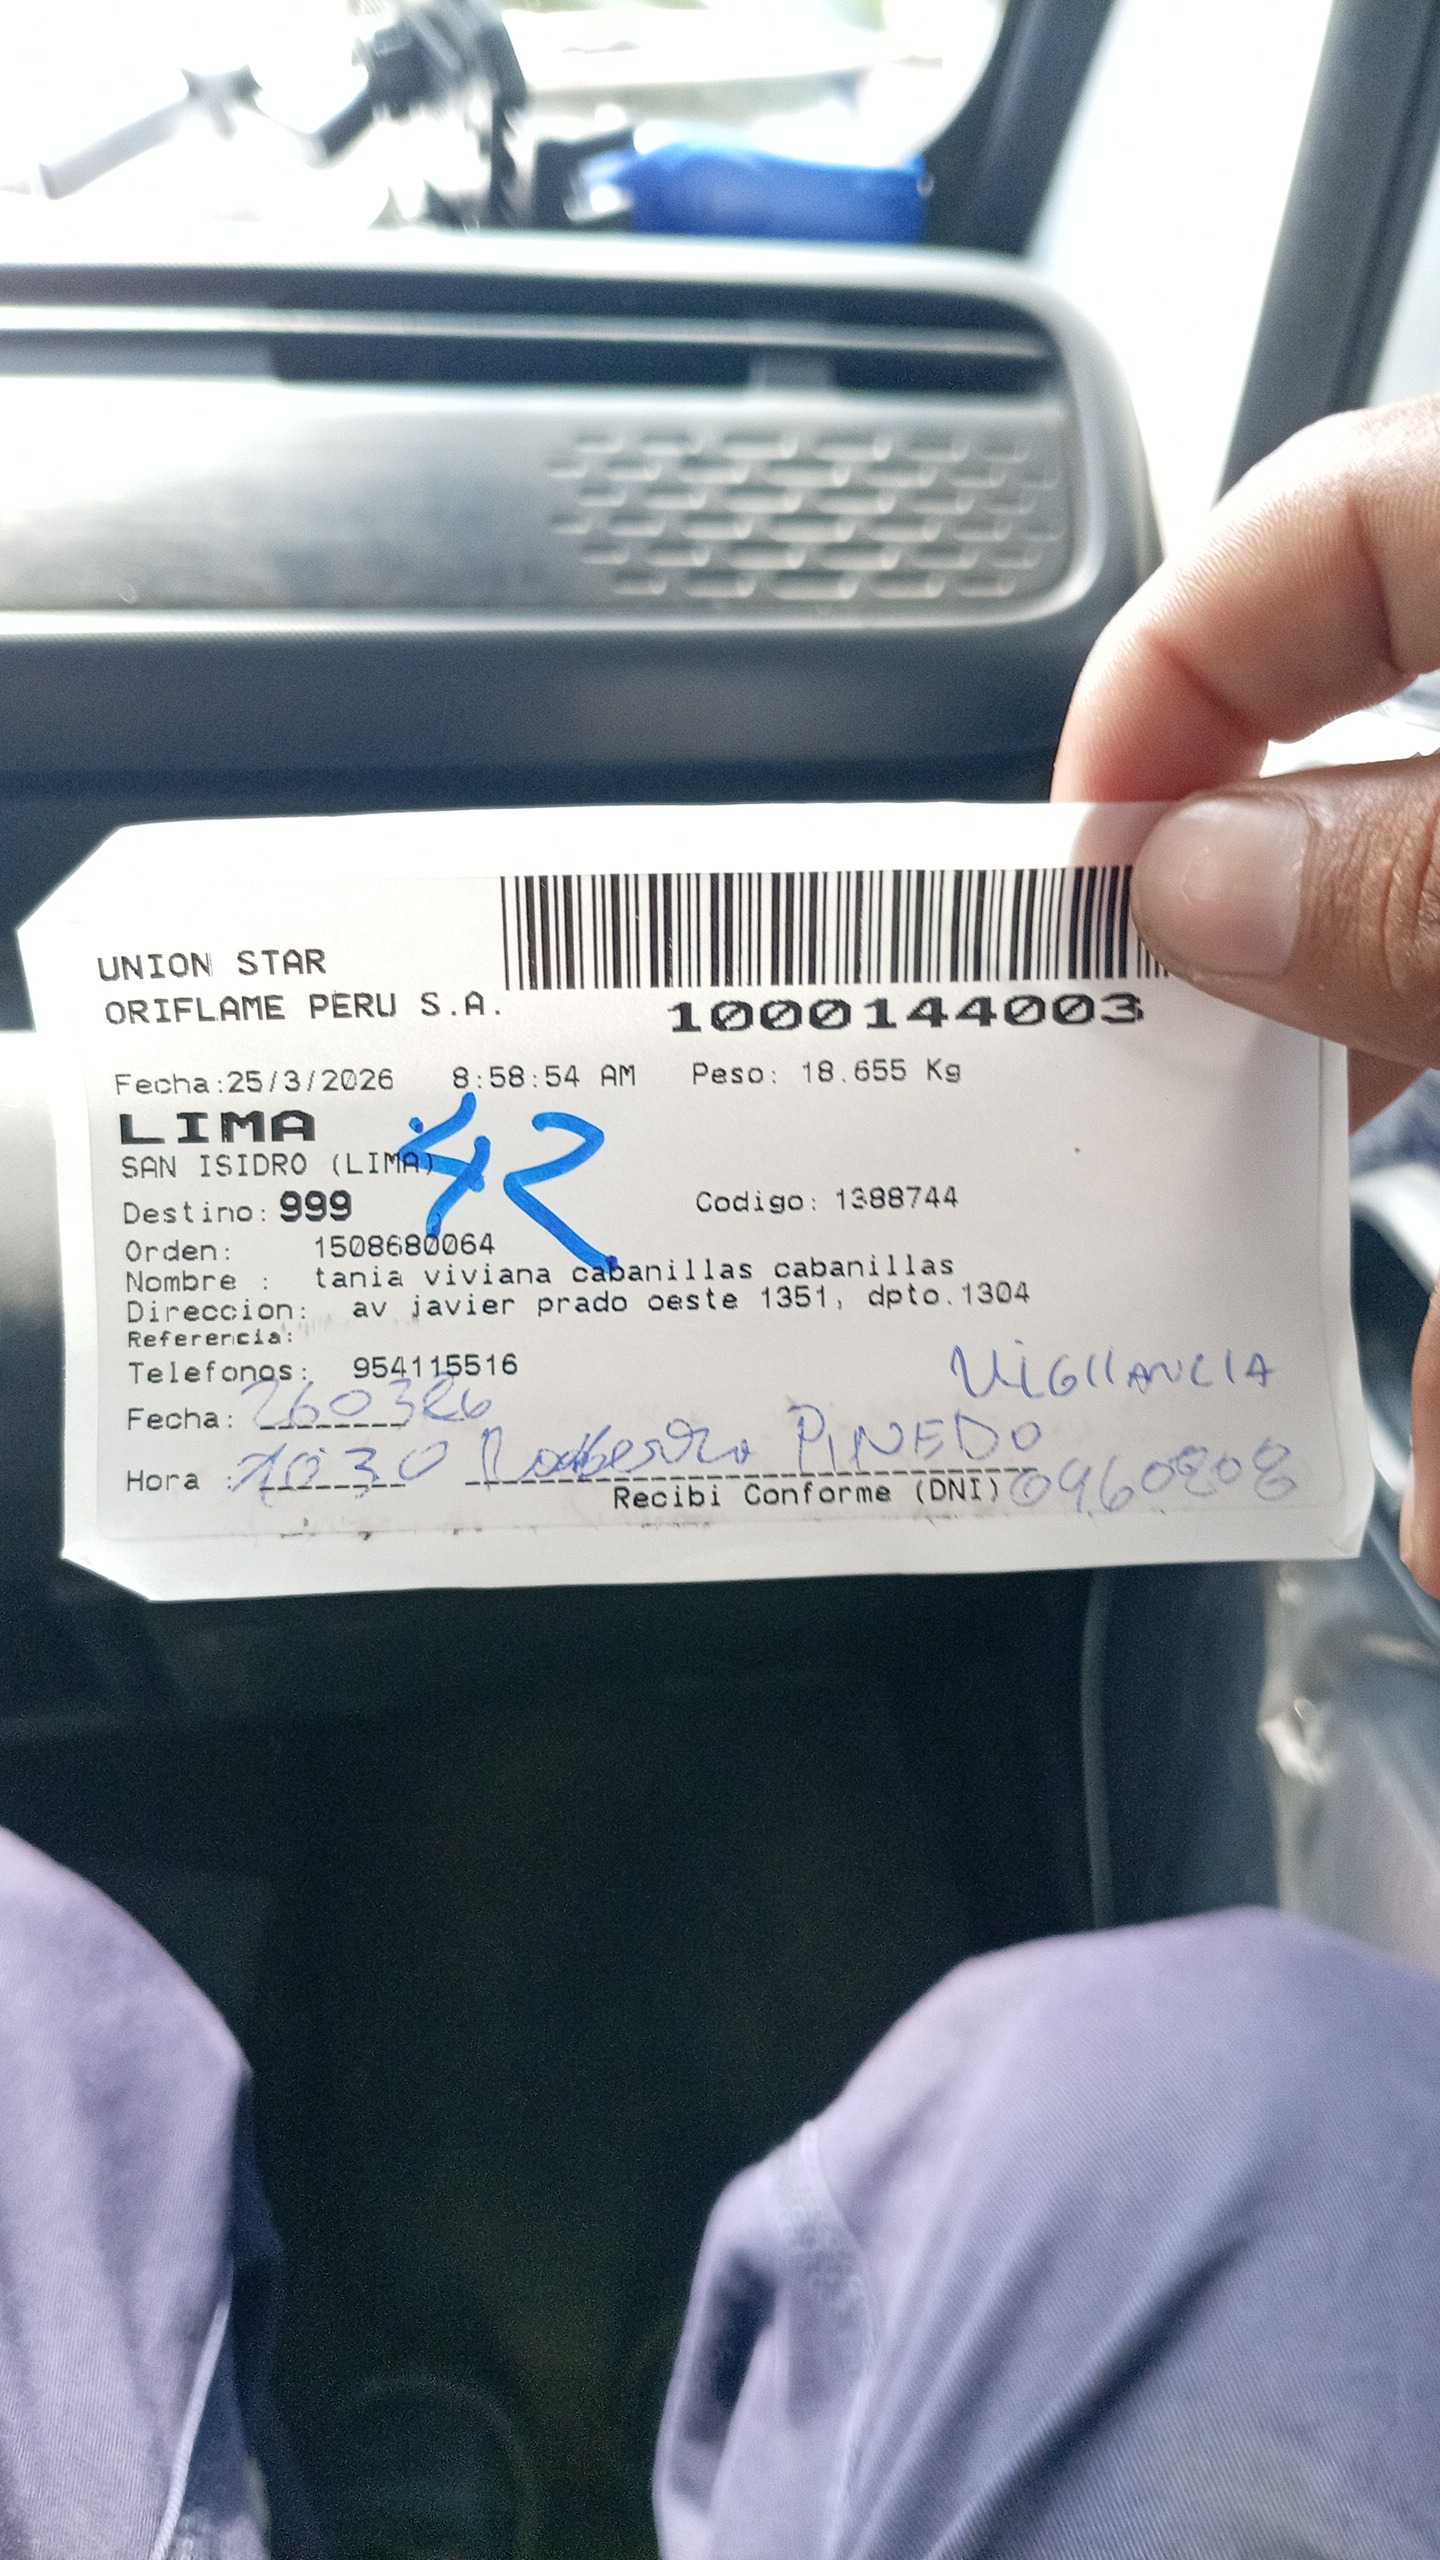 UNION STAR
ORIFLAME PERU S.A.
1000144003
Fecha:25/3/2026 8:58:54 AM Peso: 18.655 Kg
LIMA
42
SAN ISIDRO (LIMA)
Destino: 999 Codigo: 1388744
Orden: 1508680064
Nombre : tania viviana cabanillas cabanillas
Direccion: av javier prado oeste 1351, dpto.1304
Referencia:
Telefonos: 954115516
VIGILANCIA
Fecha: 260326
Hora : PINEDO
Recibi Conforme (DNI)